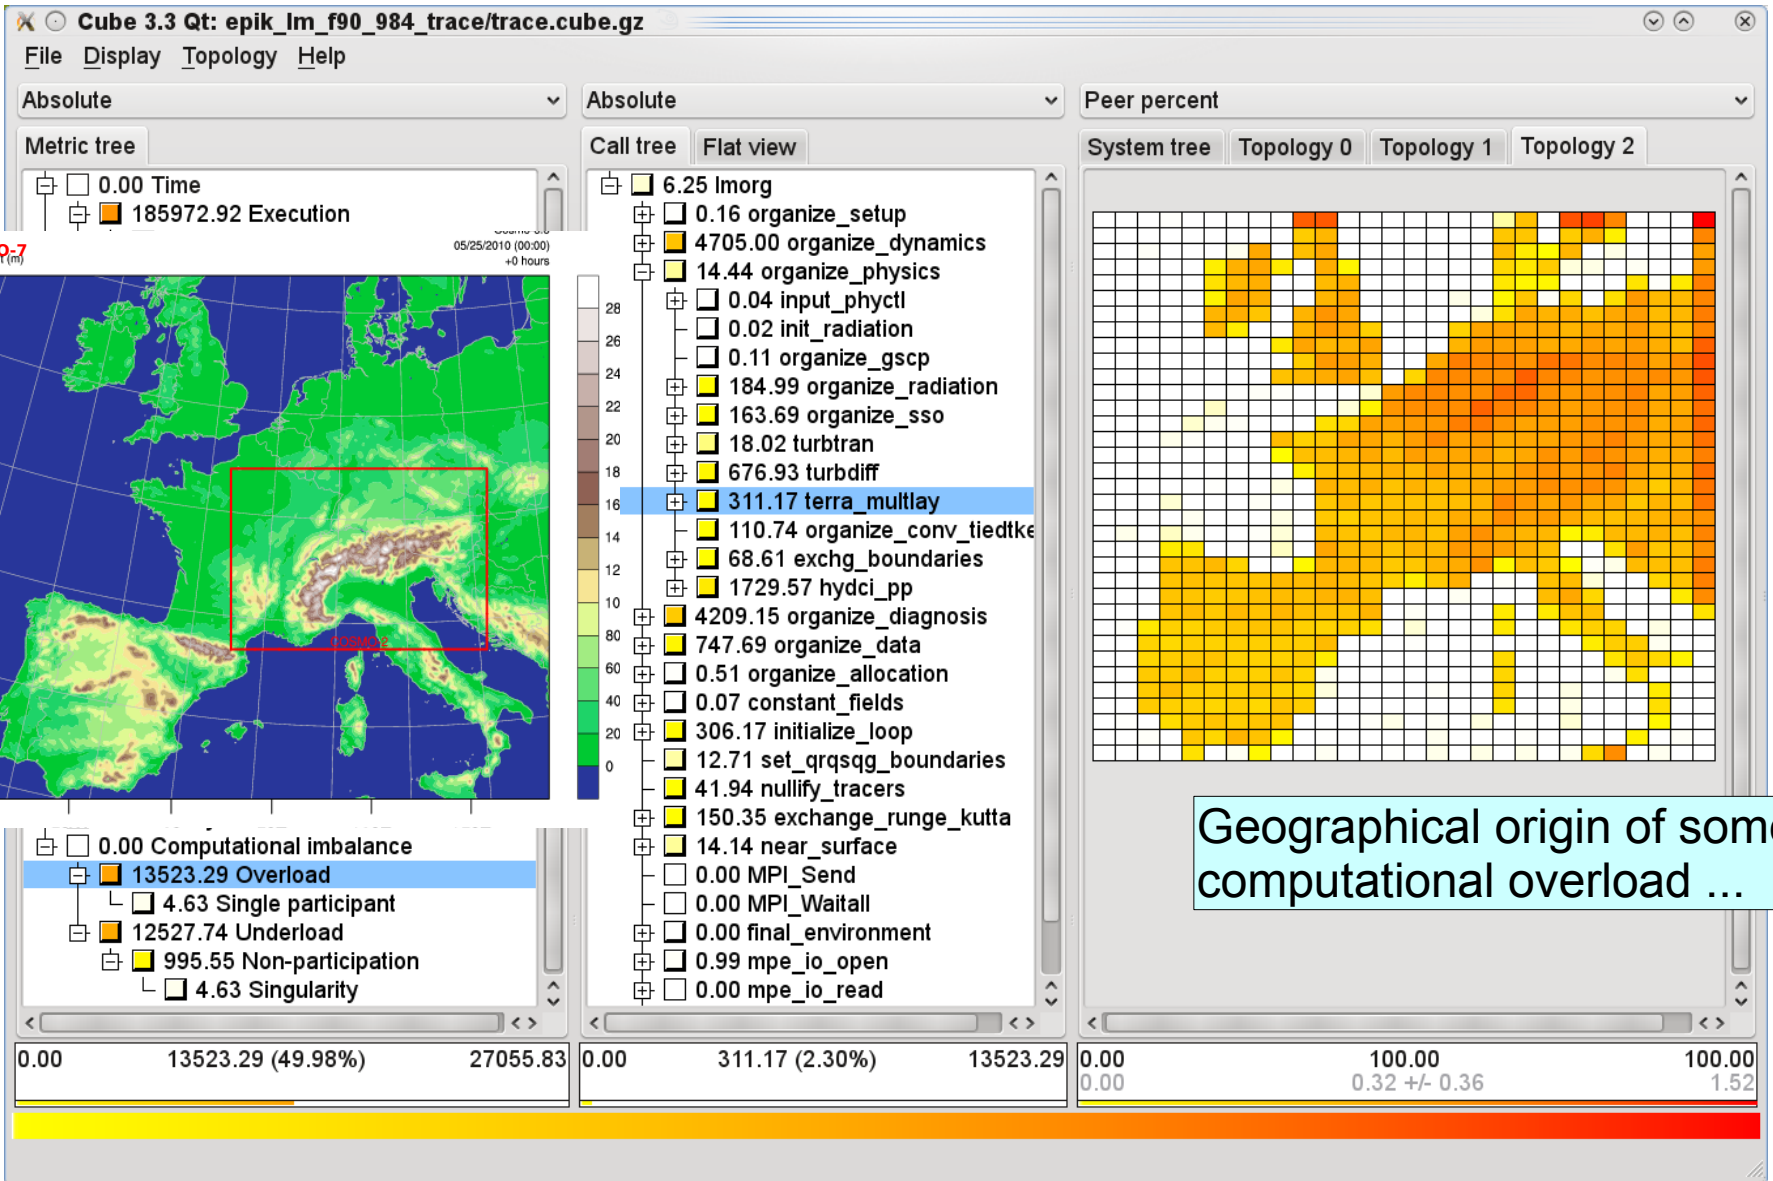 Cube 3.3 Qt: epik_lm_f90_984_trace/trace.cube.gz
File Display Topology Help
Absolute
Absolute
Peer percent
Metric tree
Call tree
Flat view
System tree
Topology 0
Topology 1
Topology 2
0.00 Time
185972.92 Execution
O-7
(m)
05/25/2010 (00:00)
+0 hours
28
26
24
22
20
18
16
14
12
10
80
60
40
20
0
COSMO-2
0.00 Computational imbalance
13523.29 Overload
4.63 Single participant
12527.74 Underload
995.55 Non-participation
4.63 Singularity
6.25 lmorg
0.16 organize_setup
4705.00 organize_dynamics
14.44 organize_physics
0.04 input_phyctl
0.02 init_radiation
0.11 organize_gscp
184.99 organize_radiation
163.69 organize_sso
18.02 turbtran
676.93 turbdiff
311.17 terra_multlay
110.74 organize_conv_tiedtke
68.61 exchg_boundaries
1729.57 hydci_pp
4209.15 organize_diagnosis
747.69 organize_data
0.51 organize_allocation
0.07 constant_fields
306.17 initialize_loop
12.71 set_qrqsqg_boundaries
41.94 nullify_tracers
150.35 exchange_runge_kutta
14.14 near_surface
0.00 MPI_Send
0.00 MPI_Waitall
0.00 final_environment
0.99 mpe_io_open
0.00 mpe_io_read
Geographical origin of some
computational overload ...
0.00 13523.29 (49.98%) 27055.83
0.00 311.17 (2.30%) 13523.29
0.00 100.00 100.00
0.00 0.32 +/- 0.36 1.52